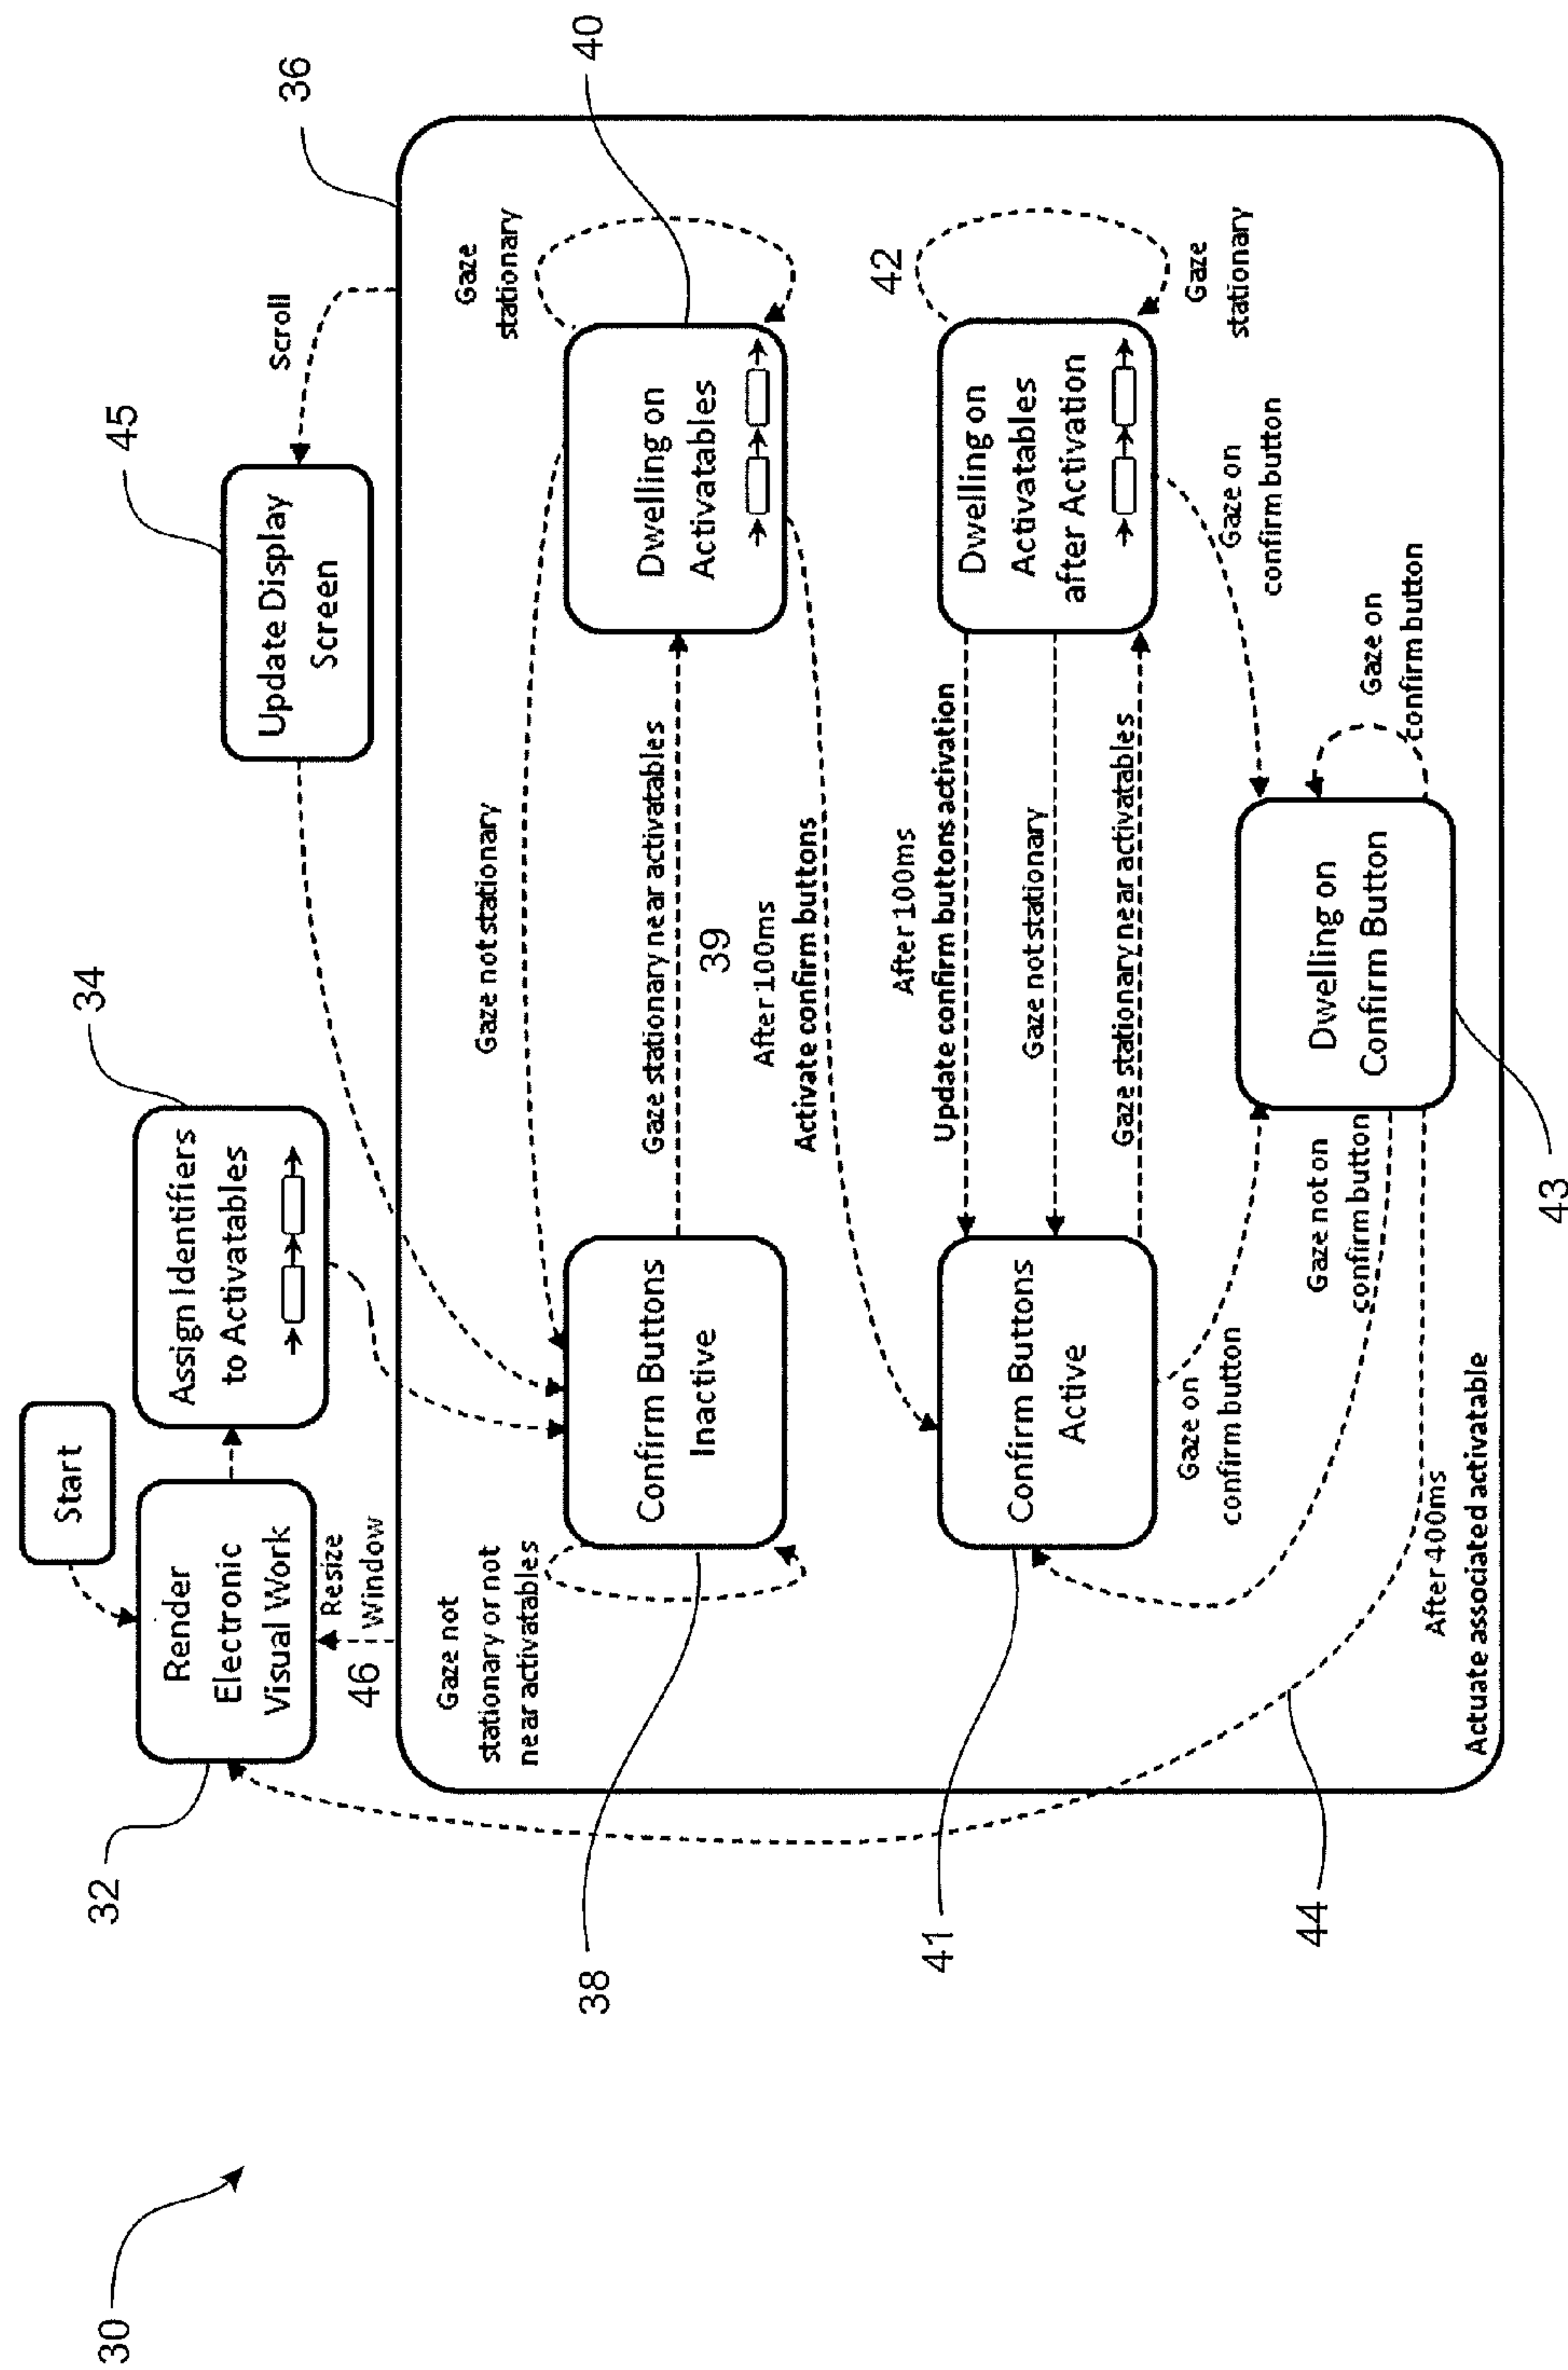 30
Start
32
Render
Electronic
Visual Work
34
Assign Identifiers
to Activatables
45
Update Display
Screen
36
46
Resize
Window
Scroll
Gaze not
stationary or not
near activatables
38
Confirm Buttons
Inactive
Gaze not stationary
Gaze stationary near activatables
39
40
Dwelling on
Activatables
Gaze
stationary
After 100ms
Activate confirm buttons
41
Confirm Buttons
Active
After 100ms
Update confirm buttons activation
Gaze not stationary
Gaze stationary near activatables
42
Dwelling on
Activatables
after Activation
Gaze
stationary
Gaze on
confirm button
Gaze on
confirm button
Gaze not on
confirm button
43
Dwelling on
Confirm Button
Gaze on
Confirm button
44
After 400ms
Actuate associated activatable